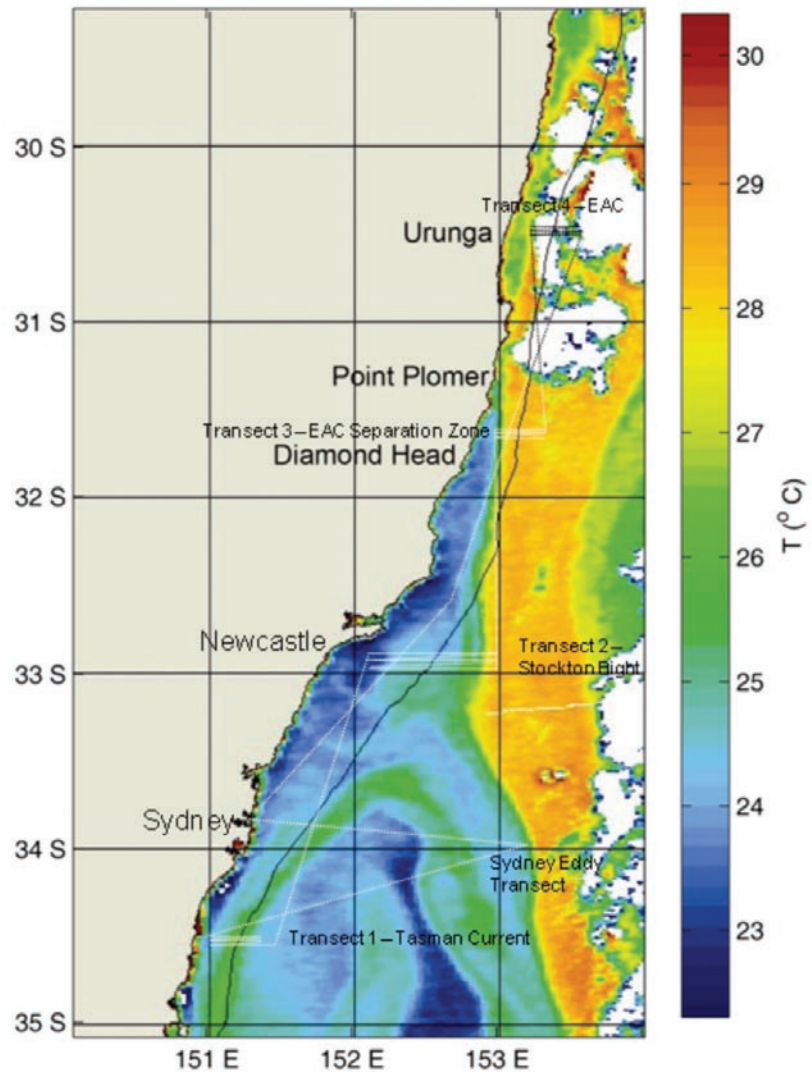 30 S
31 S
32 S
33 S
34 S
35 S
151 E
152 E
153 E
Transect 4–EAC
Urunga
Point Plomer
Transect 3–EAC Separation Zone
Diamond Head
Newcastle
Transect 2–
Stockton Bight
Sydney
Sydney Eddy
Transect
Transect 1–Tasman Current
30
29
28
27
26
25
24
23
T (° C)